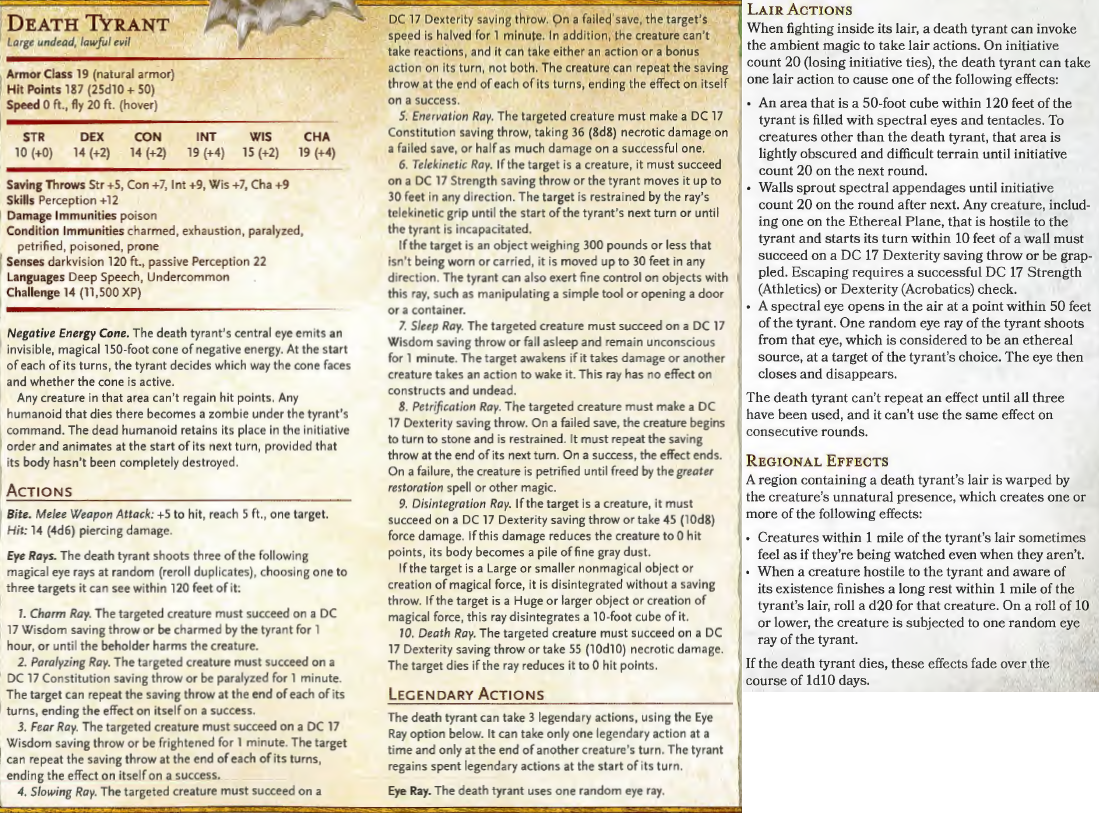 DEATH TYRANT
Large undead, lawful evil
Armor Class 19 (natural armor)
Hit Points 187 (25d10 + 50)
Speed 0 ft., fly 20 ft. (hover)
STR DEX CON INT WIS CHA
10 (+0) 14 (+2) 14 (+2) 19 (+4) 15 (+2) 19 (+4)
Saving Throws Str +5, Con +7, Int +9, Wis +7, Cha +9
Skills Perception +12
Damage Immunities poison
Condition Immunities charmed, exhaustion, paralyzed,
petrified, poisoned, prone
Senses darkvision 120 ft., passive Perception 22
Languages Deep Speech, Undercommon
Challenge 14 (11,500 XP)
Negative Energy Cone. The death tyrant's central eye emits an
invisible, magical 150-foot cone of negative energy. At the start
of each of its turns, the tyrant decides which way the cone faces
and whether the cone is active.
Any creature in that area can't regain hit points. Any
humanoid that dies there becomes a zombie under the tyrant's
command. The dead humanoid retains its place in the initiative
order and animates at the start of its next turn, provided that
its body hasn't been completely destroyed.
ACTIONS
Bite. Melee Weapon Attack: +5 to hit, reach 5 ft., one target.
Hit: 14 (4d6) piercing damage.
Eye Rays. The death tyrant shoots three of the following
magical eye rays at random (reroll duplicates), choosing one to
three targets it can see within 120 feet of it:
1. Charm Ray. The targeted creature must succeed on a DC
17 Wisdom saving throw or be charmed by the tyrant for 1
hour, or until the beholder harms the creature.
2. Paralyzing Ray. The targeted creature must succeed on a
DC 17 Constitution saving throw or be paralyzed for 1 minute.
The target can repeat the saving throw at the end of each of its
turns, ending the effect on itself on a success.
3. Fear Ray. The targeted creature must succeed on a DC 17
Wisdom saving throw or be frightened for 1 minute. The target
can repeat the saving throw at the end of each of its turns,
ending the effect on itself on a success.
4. Slowing Ray. The targeted creature must succeed on a
DC 17 Dexterity saving throw. On a failed save, the target's
speed is halved for 1 minute. In addition, the creature can't
take reactions, and it can take either an action or a bonus
action on its turn, not both. The creature can repeat the saving
throw at the end of each of its turns, ending the effect on itself
on a success.
5. Enervation Ray. The targeted creature must make a DC 17
Constitution saving throw, taking 36 (8d8) necrotic damage on
a failed save, or half as much damage on a successful one.
6. Telekinetic Ray. If the target is a creature, it must succeed
on a DC 17 Strength saving throw or the tyrant moves it up to
30 feet in any direction. The target is restrained by the ray's
telekinetic grip until the start of the tyrant's next turn or until
the tyrant is incapacitated.
If the target is an object weighing 300 pounds or less that
isn't being worn or carried, it is moved up to 30 feet in any
direction. The tyrant can also exert fine control on objects with
this ray, such as manipulating a simple tool or opening a door
or a container.
7. Sleep Ray. The targeted creature must succeed on a DC 17
Wisdom saving throw or fall asleep and remain unconscious
for 1 minute. The target awakens if it takes damage or another
creature takes an action to wake it. This ray has no effect on
constructs and undead.
8. Petrification Ray. The targeted creature must make a DC
17 Dexterity saving throw. On a failed save, the creature begins
to turn to stone and is restrained. It must repeat the saving
throw at the end of its next turn. On a success, the effect ends.
On a failure, the creature is petrified until freed by the greater
restoration spell or other magic.
9. Disintegration Ray. If the target is a creature, it must
succeed on a DC 17 Dexterity saving throw or take 45 (10d8)
force damage. If this damage reduces the creature to 0 hit
points, its body becomes a pile of fine gray dust.
If the target is a Large or smaller nonmagical object or
creation of magical force, it is disintegrated without a saving
throw. If the target is a Huge or larger object or creation of
magical force, this ray disintegrates a 10-foot cube of it.
10. Death Ray. The targeted creature must succeed on a DC
17 Dexterity saving throw or take 55 (10d10) necrotic damage.
The target dies if the ray reduces it to 0 hit points.
LEGENDARY ACTIONS
The death tyrant can take 3 legendary actions, using the Eye
Ray option below. It can take only one legendary action at a
time and only at the end of another creature's turn. The tyrant
regains spent legendary actions at the start of its turn.
Eye Ray. The death tyrant uses one random eye ray.
LAIR ACTIONS
When fighting inside its lair, a death tyrant can invoke
the ambient magic to take lair actions. On initiative
count 20 (losing initiative ties), the death tyrant can take
one lair action to cause one of the following effects:
• An area that is a 50-foot cube within 120 feet of the
tyrant is filled with spectral eyes and tentacles. To
creatures other than the death tyrant, that area is
lightly obscured and difficult terrain until initiative
count 20 on the next round.
• Walls sprout spectral appendages until initiative
count 20 on the round after next. Any creature, includ-
ing one on the Ethereal Plane, that is hostile to the
tyrant and starts its turn within 10 feet of a wall must
succeed on a DC 17 Dexterity saving throw or be grap-
pled. Escaping requires a successful DC 17 Strength
(Athletics) or Dexterity (Acrobatics) check.
• A spectral eye opens in the air at a point within 50 feet
of the tyrant. One random eye ray of the tyrant shoots
from that eye, which is considered to be an ethereal
source, at a target of the tyrant's choice. The eye then
closes and disappears.
The death tyrant can't repeat an effect until all three
have been used, and it can't use the same effect on
consecutive rounds.
REGIONAL EFFECTS
A region containing a death tyrant's lair is warped by
the creature's unnatural presence, which creates one or
more of the following effects:
• Creatures within 1 mile of the tyrant's lair sometimes
feel as if they're being watched even when they aren't.
• When a creature hostile to the tyrant and aware of
its existence finishes a long rest within 1 mile of the
tyrant's lair, roll a d20 for that creature. On a roll of 10
or lower, the creature is subjected to one random eye
ray of the tyrant.
If the death tyrant dies, these effects fade over the
course of 1d10 days.